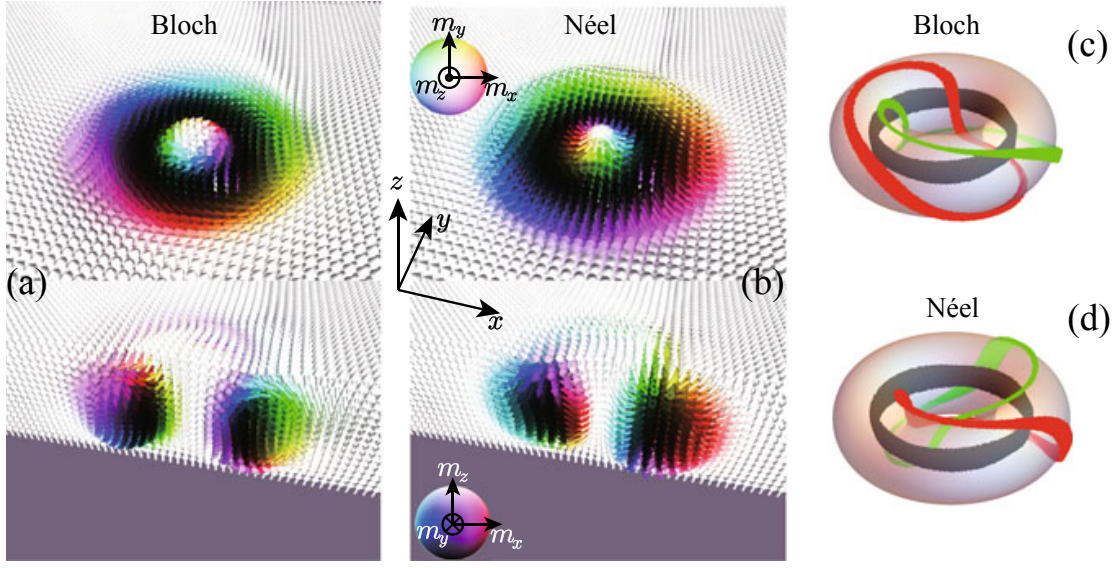 Bloch
Néel
Bloch
(c)
m_y
m_z
m_x
z
y
(a)
(b)
x
Néel
(d)
m_z
m_y
m_x